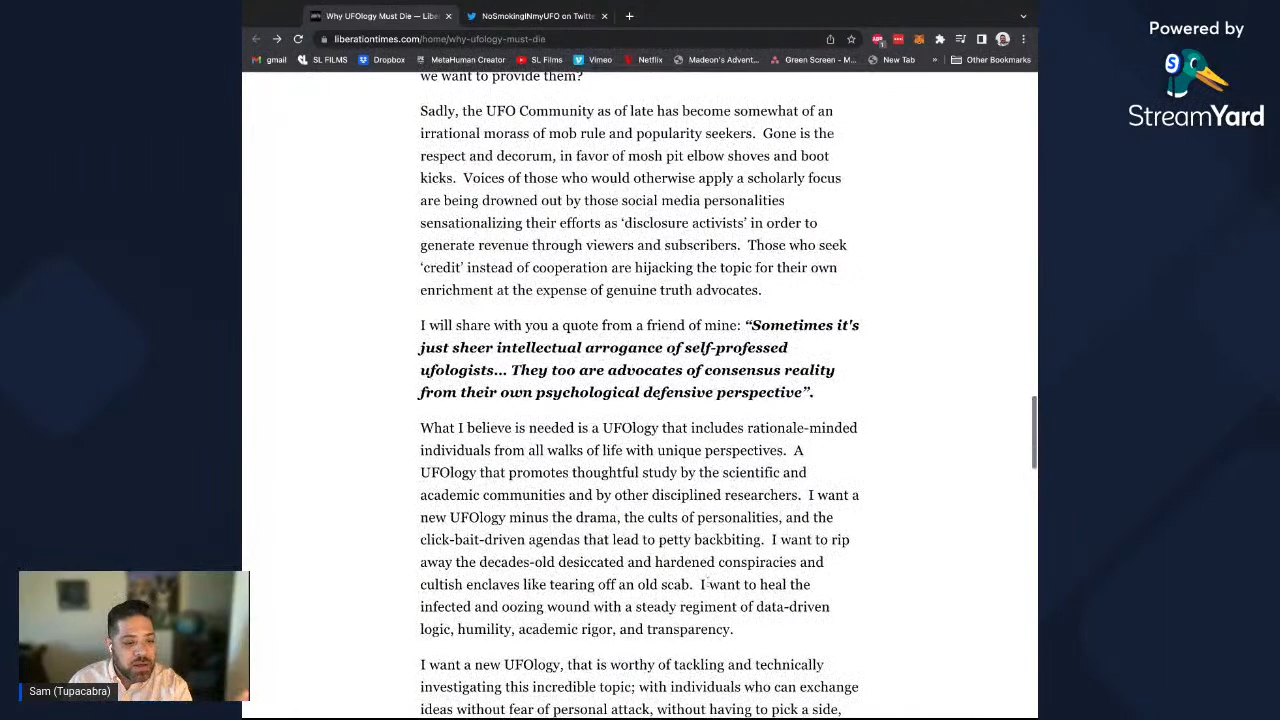 Why UFOlogy Must Die — Libe
NoSmokingINmyUFO on Twitte
Powered by
StreamYard
liberationtimes.com/home/why-ufology-must-die
gmail
SL FILMS
Dropbox
MetaHuman Creator
SL Films
Vimeo
Netflix
Madeon's Advent...
Green Screen - M...
New Tab
»
Other Bookmarks
we want to provide them?
Sadly, the UFO Community as of late has become somewhat of an
irrational morass of mob rule and popularity seekers. Gone is the
respect and decorum, in favor of mosh pit elbow shoves and boot
kicks. Voices of those who would otherwise apply a scholarly focus
are being drowned out by those social media personalities
sensationalizing their efforts as ‘disclosure activists’ in order to
generate revenue through viewers and subscribers. Those who seek
‘credit’ instead of cooperation are hijacking the topic for their own
enrichment at the expense of genuine truth advocates.
I will share with you a quote from a friend of mine: “Sometimes it's
just sheer intellectual arrogance of self-professed
ufologists... They too are advocates of consensus reality
from their own psychological defensive perspective”.
What I believe is needed is a UFOlogy that includes rationale-minded
individuals from all walks of life with unique perspectives. A
UFOlogy that promotes thoughtful study by the scientific and
academic communities and by other disciplined researchers. I want a
new UFOlogy minus the drama, the cults of personalities, and the
click-bait-driven agendas that lead to petty backbiting. I want to rip
away the decades-old desiccated and hardened conspiracies and
cultish enclaves like tearing off an old scab. I want to heal the
infected and oozing wound with a steady regiment of data-driven
logic, humility, academic rigor, and transparency.
I want a new UFOlogy, that is worthy of tackling and technically
investigating this incredible topic; with individuals who can exchange
ideas without fear of personal attack, without having to pick a side,
Sam (Tupacabra)